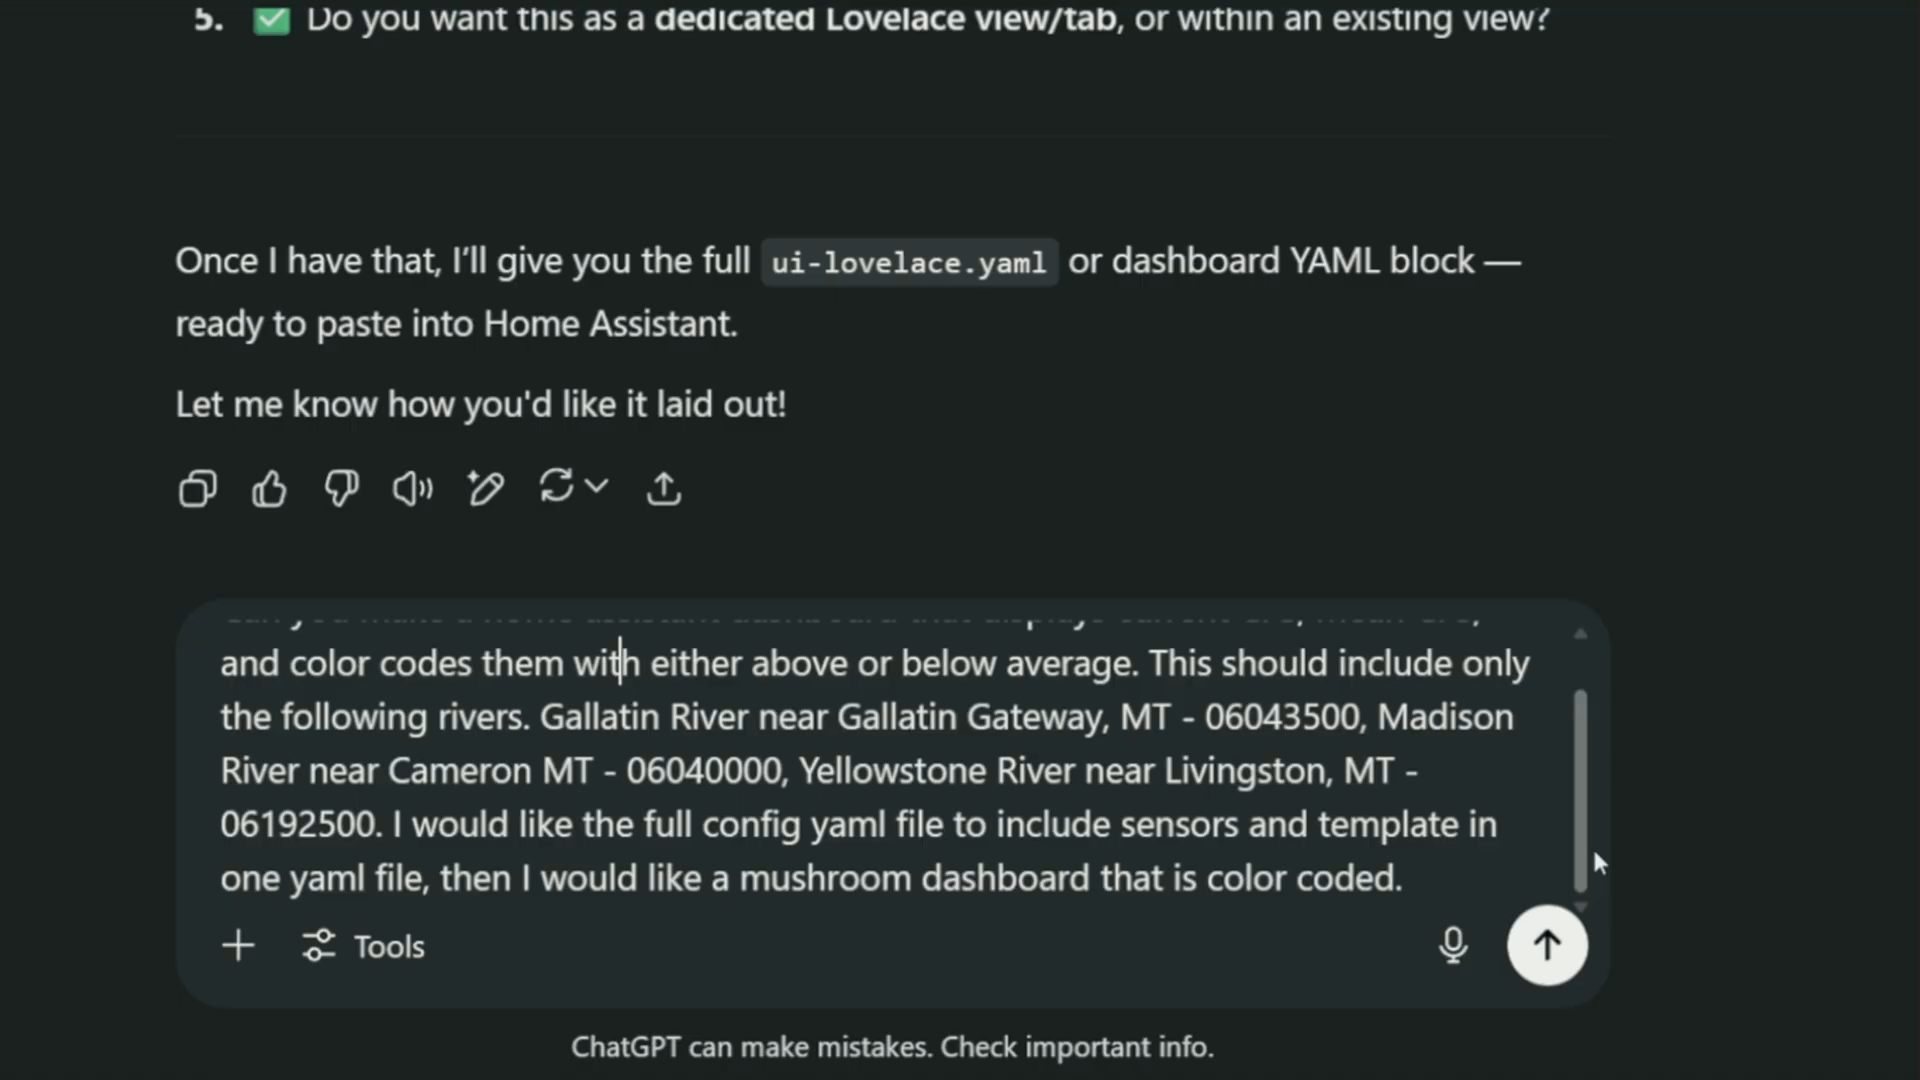 5. ✅ Do you want this as a dedicated Lovelace view/tab, or within an existing view?
Once I have that, I’ll give you the full ui-lovelace.yaml or dashboard YAML block —
ready to paste into Home Assistant.
Let me know how you'd like it laid out!
and color codes them with either above or below average. This should include only
the following rivers. Gallatin River near Gallatin Gateway, MT - 06043500, Madison
River near Cameron MT - 06040000, Yellowstone River near Livingston, MT -
06192500. I would like the full config yaml file to include sensors and template in
one yaml file, then I would like a mushroom dashboard that is color coded.
Tools
ChatGPT can make mistakes. Check important info.